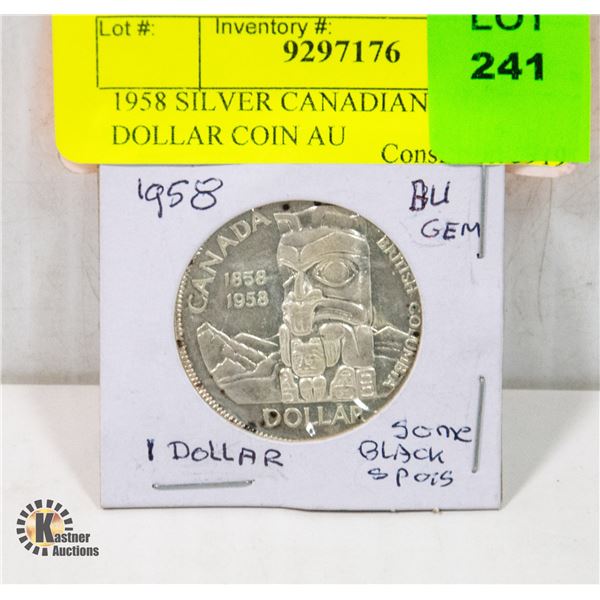 Lot #: Inventory #:
9297176
LOT
241
1958 SILVER CANADIAN
DOLLAR COIN AU
1958
BU
GEM
CANADA
1858
1958
BRITISH COLUMBIA
DOLLAR
1 DOLLAR
SOME
BLACK
SPOTS
Kastner
Auctions